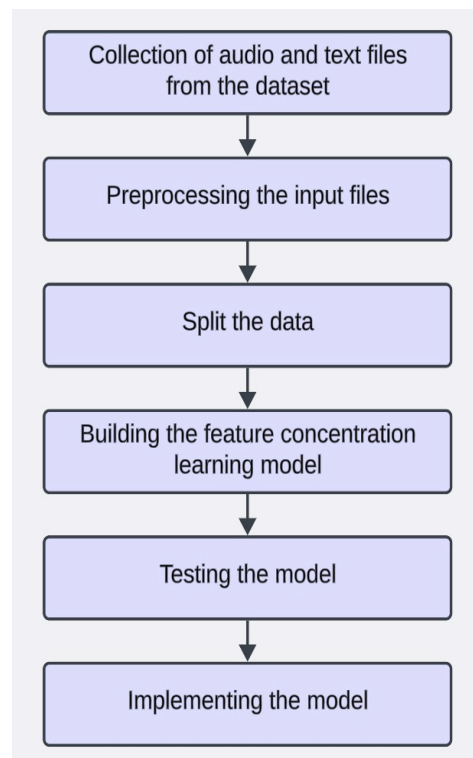 Collection of audio and text files
from the dataset
Preprocessing the input files
Split the data
Building the feature concentration
learning model
Testing the model
Implementing the model